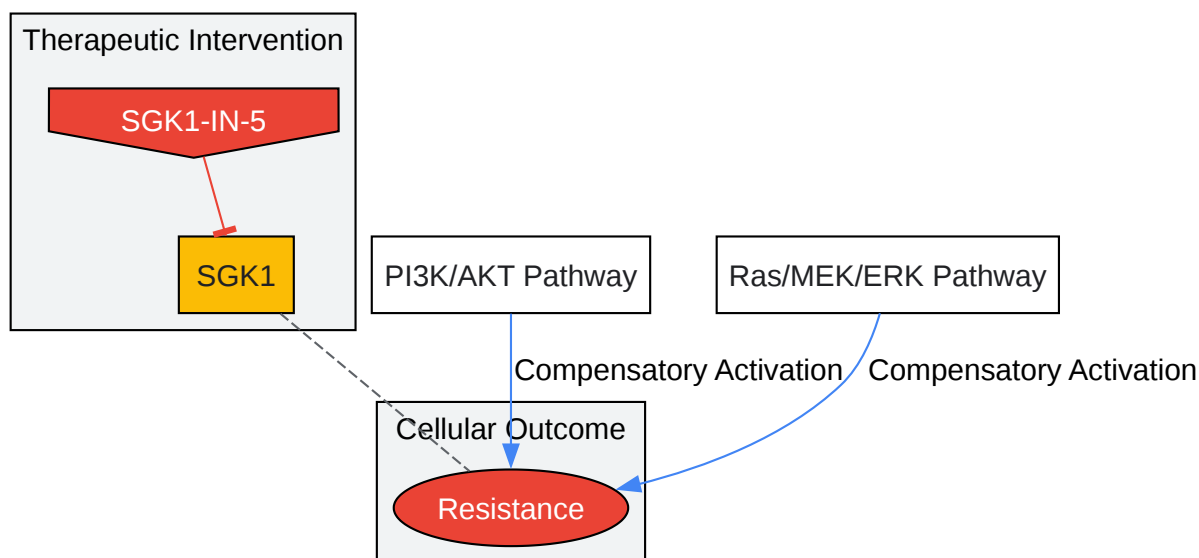 Therapeutic Intervention
SGK1-IN-5
SGK1
PI3K/AKT Pathway
Ras/MEK/ERK Pathway
Compensatory Activation
Compensatory Activation
Cellular Outcome
Resistance